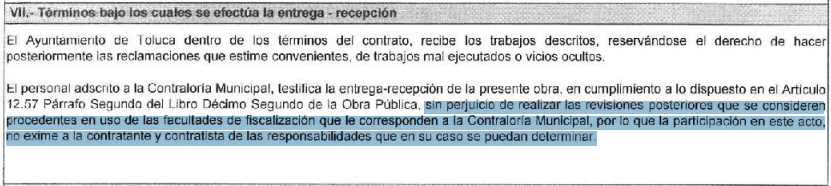 VII.- Términos bajo los cuales se efectúa la entrega - recepción
El Ayuntamiento de Toluca dentro de los términos del contrato, recibe los trabajos descritos, reservándose el derecho de hacer
posteriormente las reclamaciones que estime convenientes, de trabajos mal ejecutados o vicios ocultos.
El personal adscrito a la Contraloría Municipal, testifica la entrega-recepción de la presente obra, en cumplimiento a lo dispuesto en el Artículo
12.57 Párrafo Segundo del Libro Décimo Segundo de la Obra Pública, sin perjuicio de realizar las revisiones posteriores que se consideren
procedentes en uso de las facultades de fiscalización que le corresponden a la Contraloría Municipal, por lo que la participación en este acto,
no exime a la contratante y contratista de las responsabilidades que en su caso se puedan determinar.